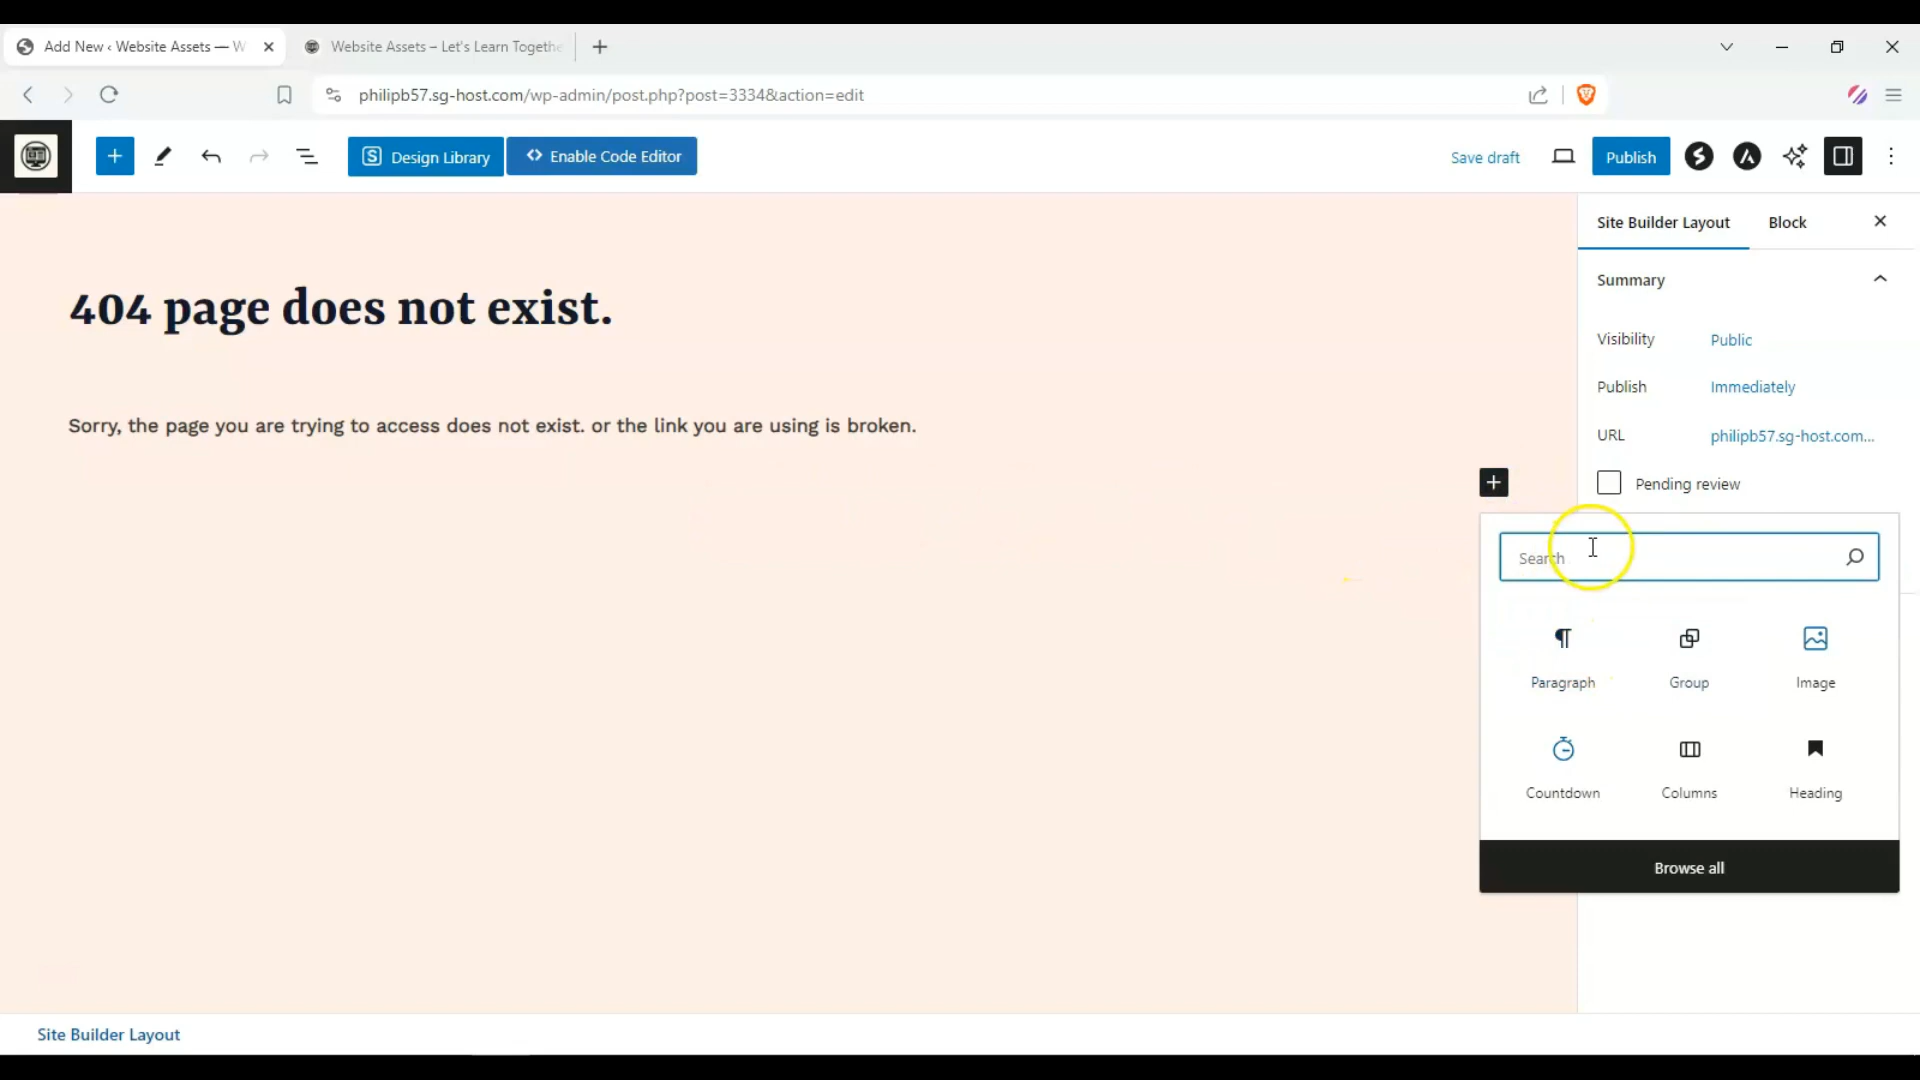 Add New ‹ Website Assets — W
Website Assets – Let's Learn Togethe
philipb57.sg-host.com/wp-admin/post.php?post=3334&action=edit
Design Library
Enable Code Editor
Save draft
Publish
Site Builder Layout
Block
Summary
404 page does not exist.
Visibility
Public
Publish
Immediately
Sorry, the page you are trying to access does not exist. or the link you are using is broken.
URL
philipb57.sg-host.com...
Pending review
Search
Paragraph
Group
Image
Countdown
Columns
Heading
Browse all
Site Builder Layout